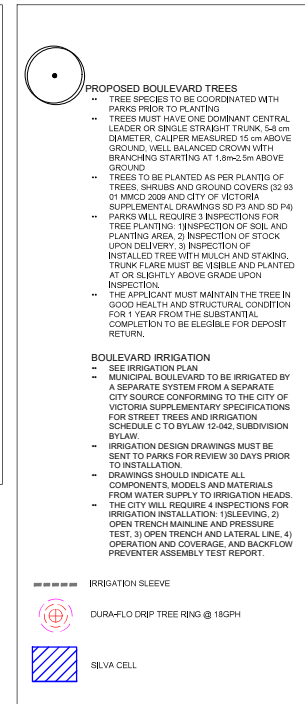 PROPOSED BOULEVARD TREES
•• TREE SPECIES TO BE COORDINATED WITH
PARKS PRIOR TO PLANTING
•• TREES MUST HAVE ONE DOMINANT CENTRAL
LEADER OR SINGLE STRAIGHT TRUNK, 5-8 cm
DIAMETER, CALIPER MEASURED 15 cm ABOVE
GROUND, WELL BALANCED CROWN WITH
BRANCHING STARTING AT 1.8m-2.5m ABOVE
GROUND
•• TREES TO BE PLANTED AS PER PLANTIG OF
TREES, SHRUBS AND GROUND COVERS (32 93
01 MMCD 2009 AND CITY OF VICTORIA
SUPPLEMENTAL DRAWINGS SD P3 AND SD P4)
•• PARKS WILL REQUIRE 3 INSPECTIONS FOR
TREE PLANTING: 1)INSPECTION OF SOIL AND
PLANTING AREA, 2) INSPECTION OF STOCK
UPON DELIVERY, 3) INSPECTION OF
INSTALLED TREE WITH MULCH AND STAKING.
TRUNK FLARE MUST BE VISIBLE AND PLANTED
AT OR SLIGHTLY ABOVE GRADE UPON
INSPECTION.
•• THE APPLICANT MUST MAINTAIN THE TREE IN
GOOD HEALTH AND STRUCTURAL CONDITION
FOR 1 YEAR FROM THE SUBSTANTIAL
COMPLETION TO BE ELEGIBLE FOR DEPOSIT
RETURN.
BOULEVARD IRRIGATION
•• SEE IRRIGATION PLAN
•• MUNICIPAL BOULEVARD TO BE IRRIGATED BY
A SEPARATE SYSTEM FROM A SEPARATE
CITY SOURCE CONFORMING TO THE CITY OF
VICTORIA SUPPLEMENTARY SPECIFICATIONS
FOR STREET TREES AND IRRIGATION
SCHEDULE C TO BYLAW 12-042, SUBDIVISION
BYLAW.
•• IRRIGATION DESIGN DRAWINGS MUST BE
SENT TO PARKS FOR REVIEW 30 DAYS PRIOR
TO INSTALLATION.
•• DRAWINGS SHOULD INDICATE ALL
COMPONENTS, MODELS AND MATERIALS
FROM WATER SUPPLY TO IRRIGATION HEADS.
•• THE CITY WILL REQUIRE 4 INSPECTIONS FOR
IRRIGATION INSTALLATION: 1)SLEEVING, 2)
OPEN TRENCH MAINLINE AND PRESSURE
TEST, 3) OPEN TRENCH AND LATERAL LINE, 4)
OPERATION AND COVERAGE, AND BACKFLOW
PREVENTER ASSEMBLY TEST REPORT.
IRRIGATION SLEEVE
DURA-FLO DRIP TREE RING @ 18GPH
SILVA CELL